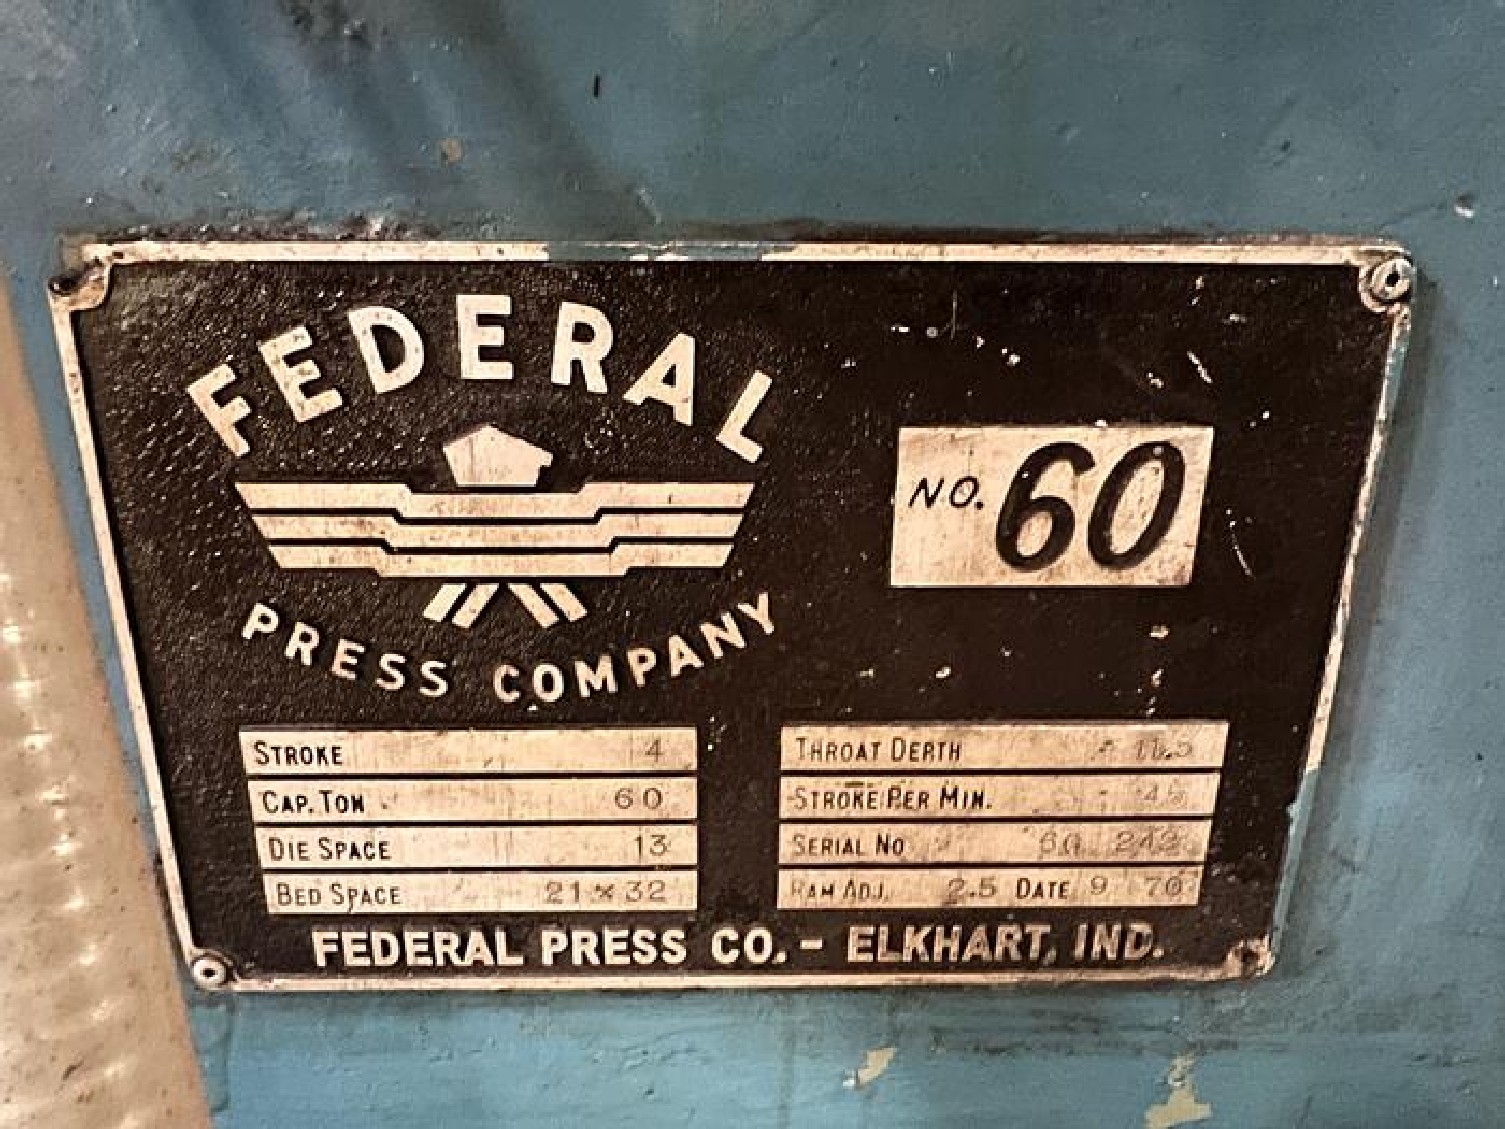 FEDERAL
PRESS COMPANY
NO. 60
STROKE 4
CAP. TON 60
DIE SPACE 13
BED SPACE 21 × 32
THROAT DEPTH
STROKE PER MIN.
SERIAL NO 242
RAM ADJ. 2.5 DATE 9 70
FEDERAL PRESS CO. - ELKHART, IND.